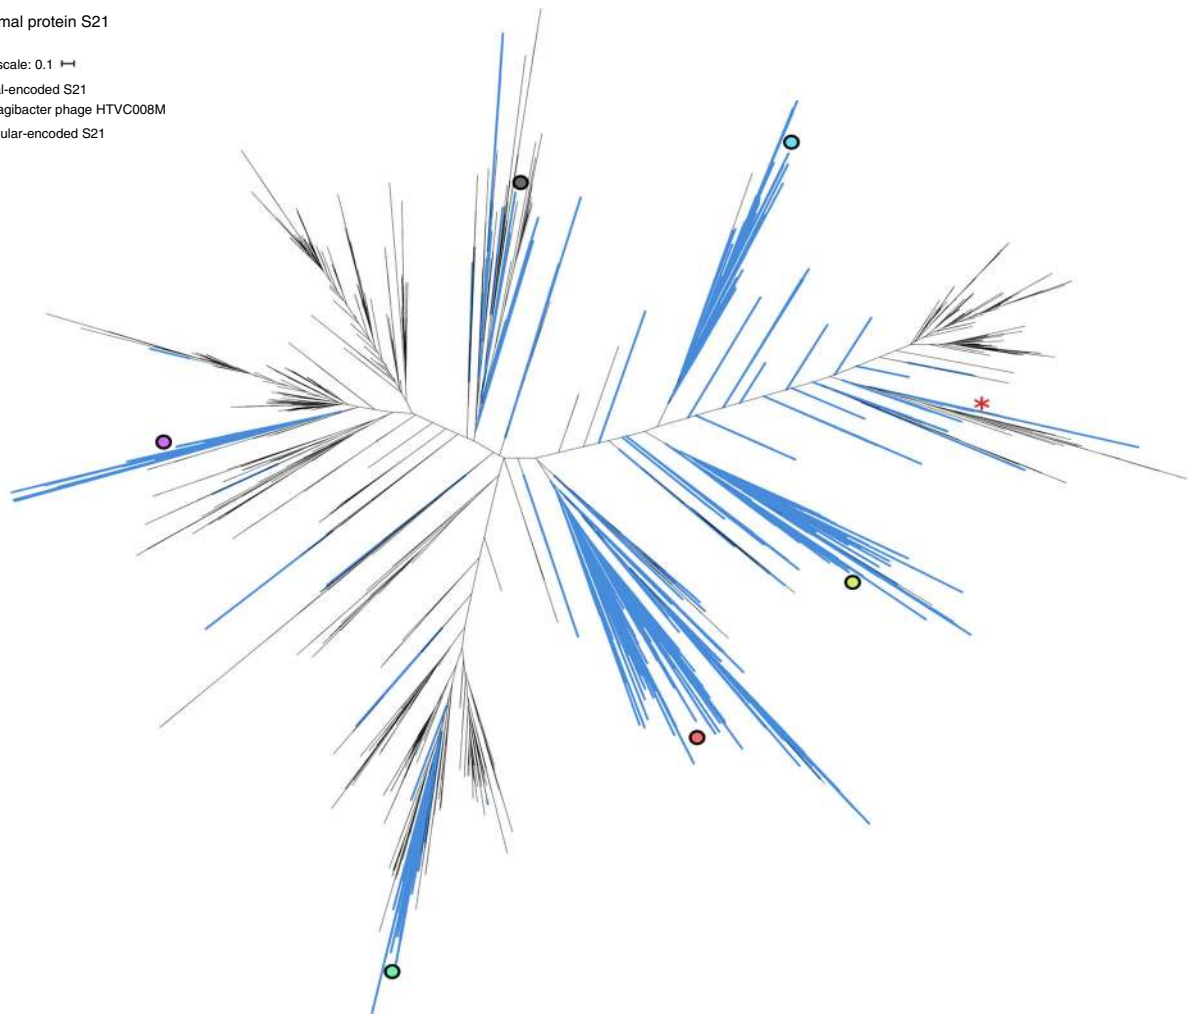 mal protein S21
scale: 0.1
l-encoded S21
agibacter phage HTVC008M
ular-encoded S21
*